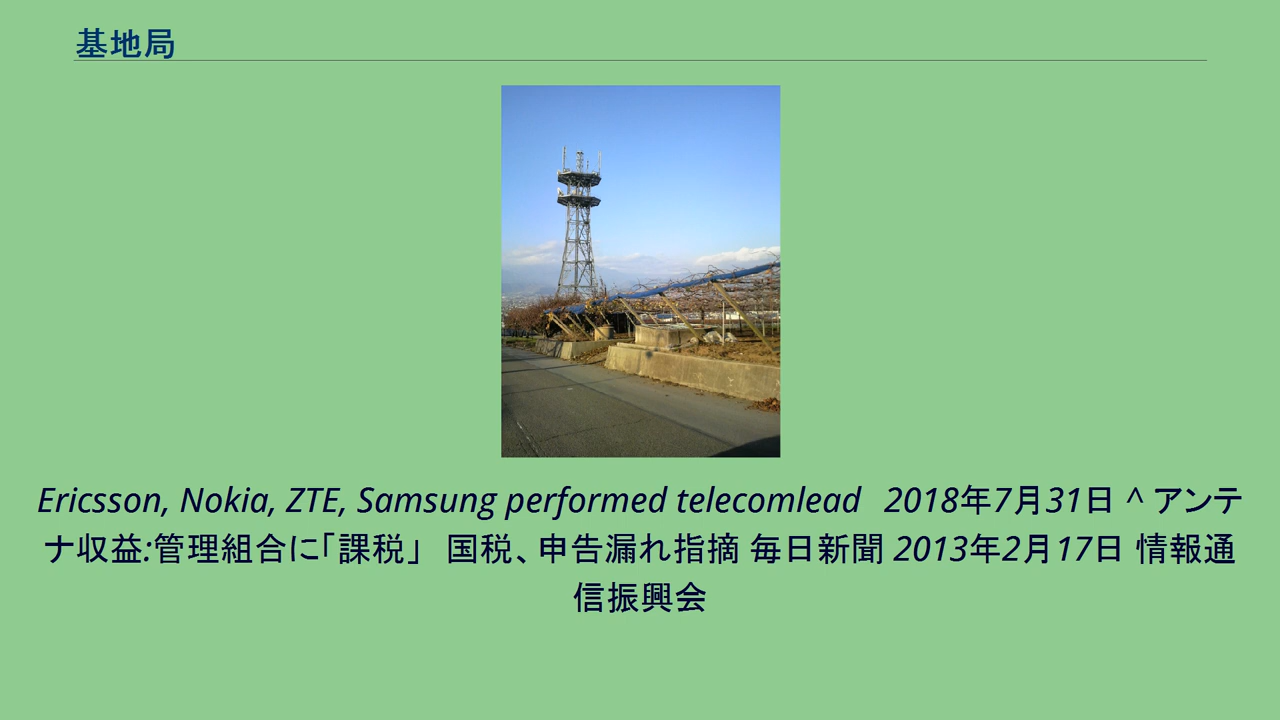 基地局
Ericsson, Nokia, ZTE, Samsung performed telecomlead 2018年7月31日 ^ アンテ
ナ収益:管理組合に「課税」 国税、申告漏れ指摘 毎日新聞 2013年2月17日 情報通
信振興会